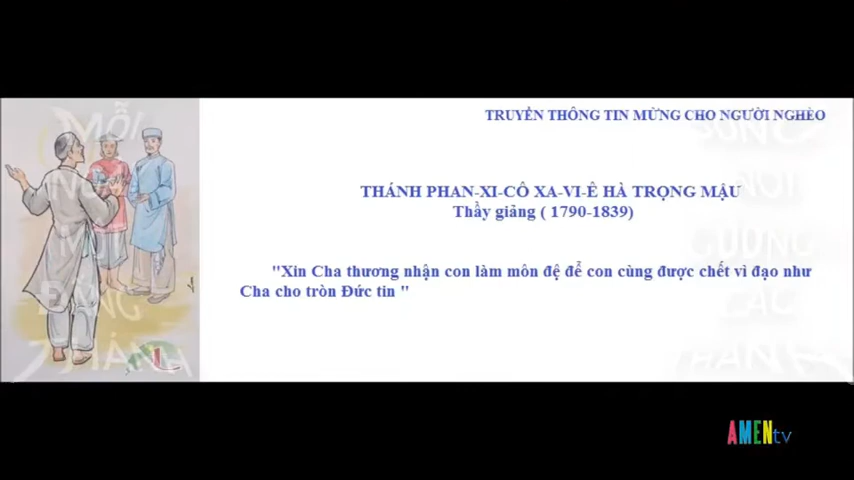 TRUYỀN THÔNG TIN MỪNG CHO NGƯỜI NGHÈO
THÁNH PHAN-XI-CÔ XA-VI-Ê HÀ TRỌNG MẬU
Thầy giảng ( 1790-1839)
"Xin Cha thương nhận con làm môn đệ để con cùng được chết vì đạo như
Cha cho tròn Đức tin "
MỖI
AMENtv